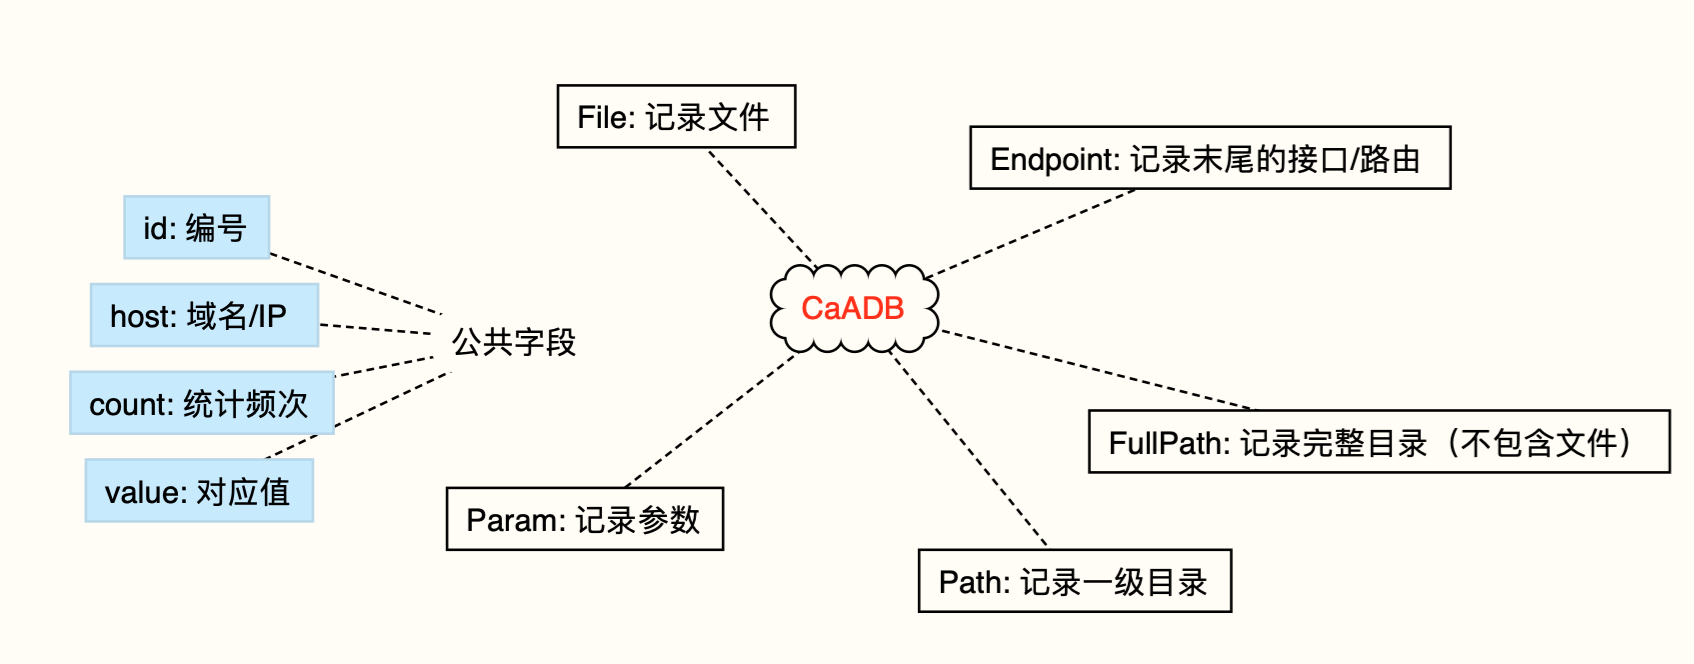 File: 记录文件
Endpoint: 记录末尾的接口/路由
id: 编号
host: 域名/IP
公共字段
count: 统计频次
value: 对应值
CaADB
FullPath: 记录完整目录（不包含文件）
Param: 记录参数
Path: 记录一级目录